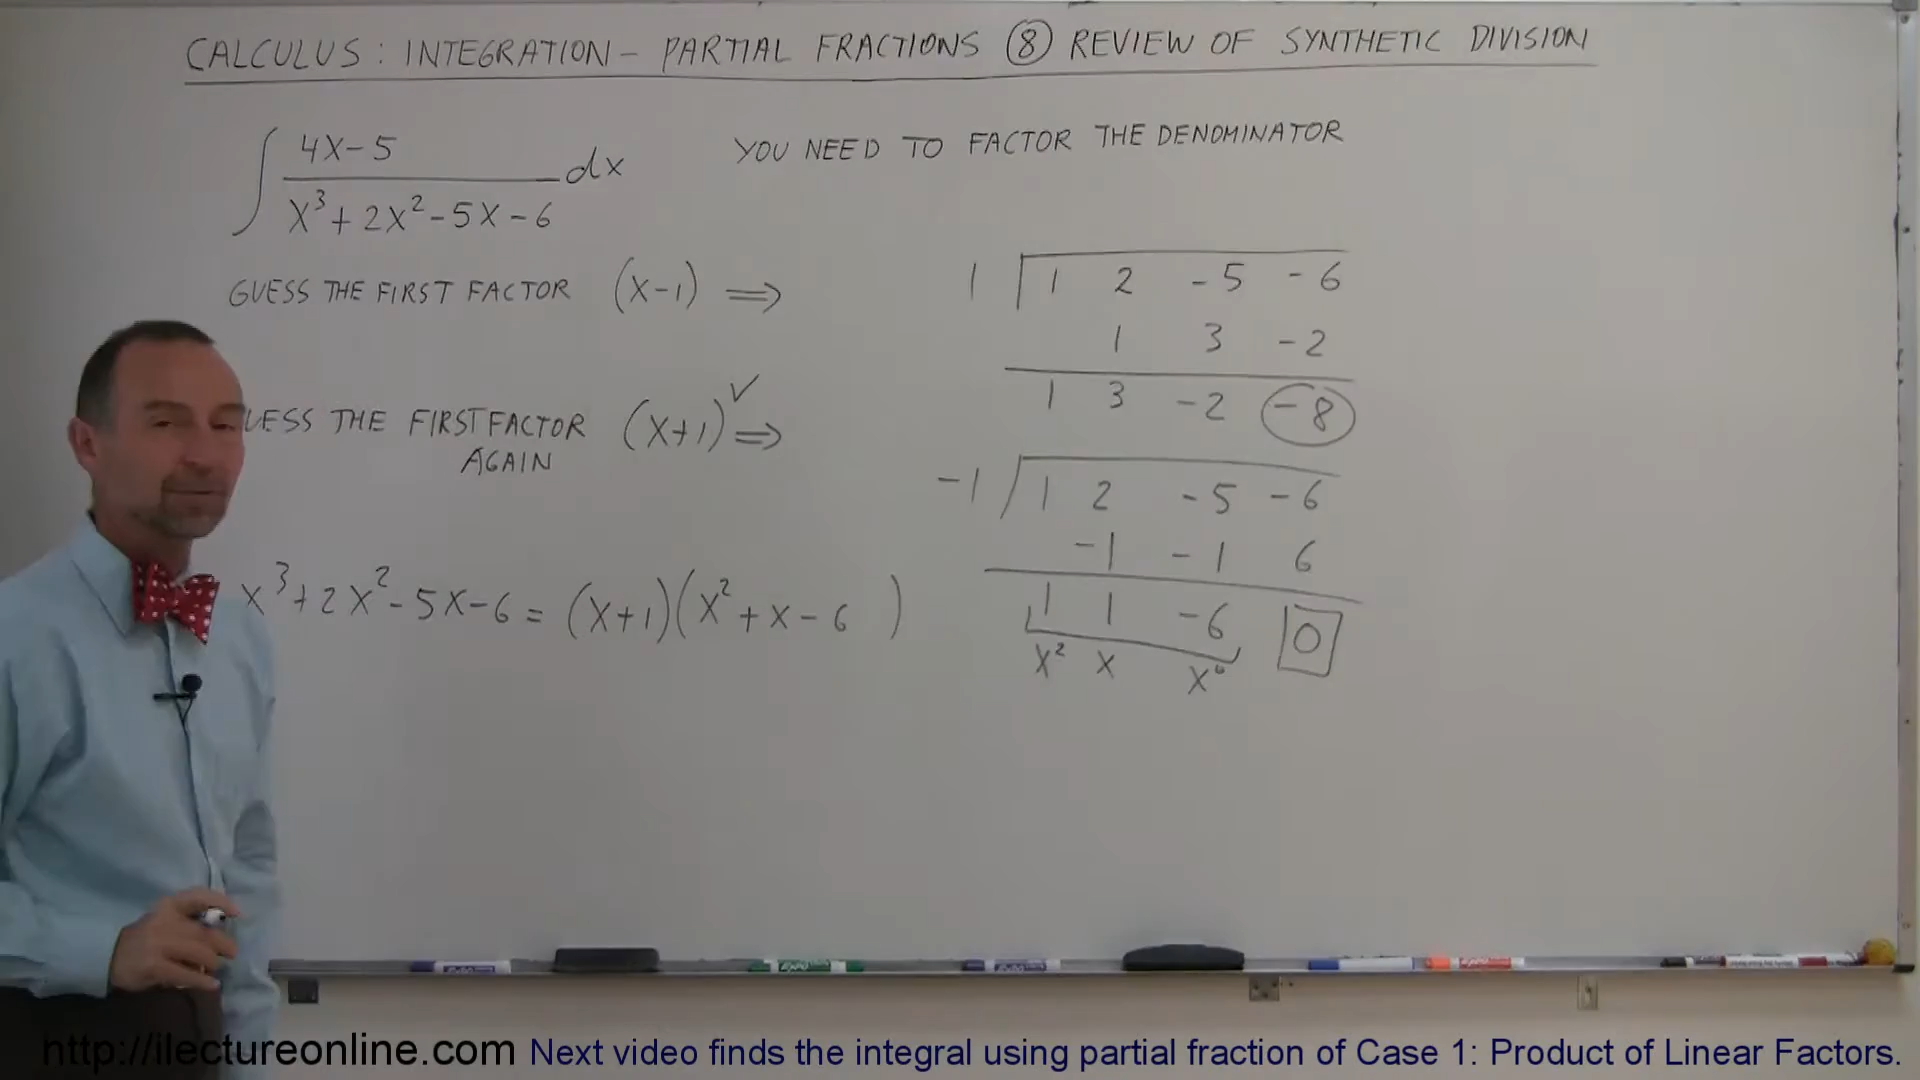 CALCULUS: INTEGRATION – PARTIAL FRACTIONS ⑧ REVIEW OF SYNTHETIC DIVISION
∫ (4X-5)/(X³+2X²-5X-6) dx
YOU NEED TO FACTOR THE DENOMINATOR
GUESS THE FIRST FACTOR (X-1) ⇒
1 | 1 2 -5 -6
1 3 -2
1 3 -2 -8
UESS THE FIRST FACTOR (X+1) ✓ ⇒
AGAIN
-1 | 1 2 -5 -6
-1 -1 6
1 1 -6 0
X² X X⁰
X³+2X²-5X-6 = (X+1)(X²+X-6 )
http://ilectureonline.com Next video finds the integral using partial fraction of Case 1: Product of Linear Factors.